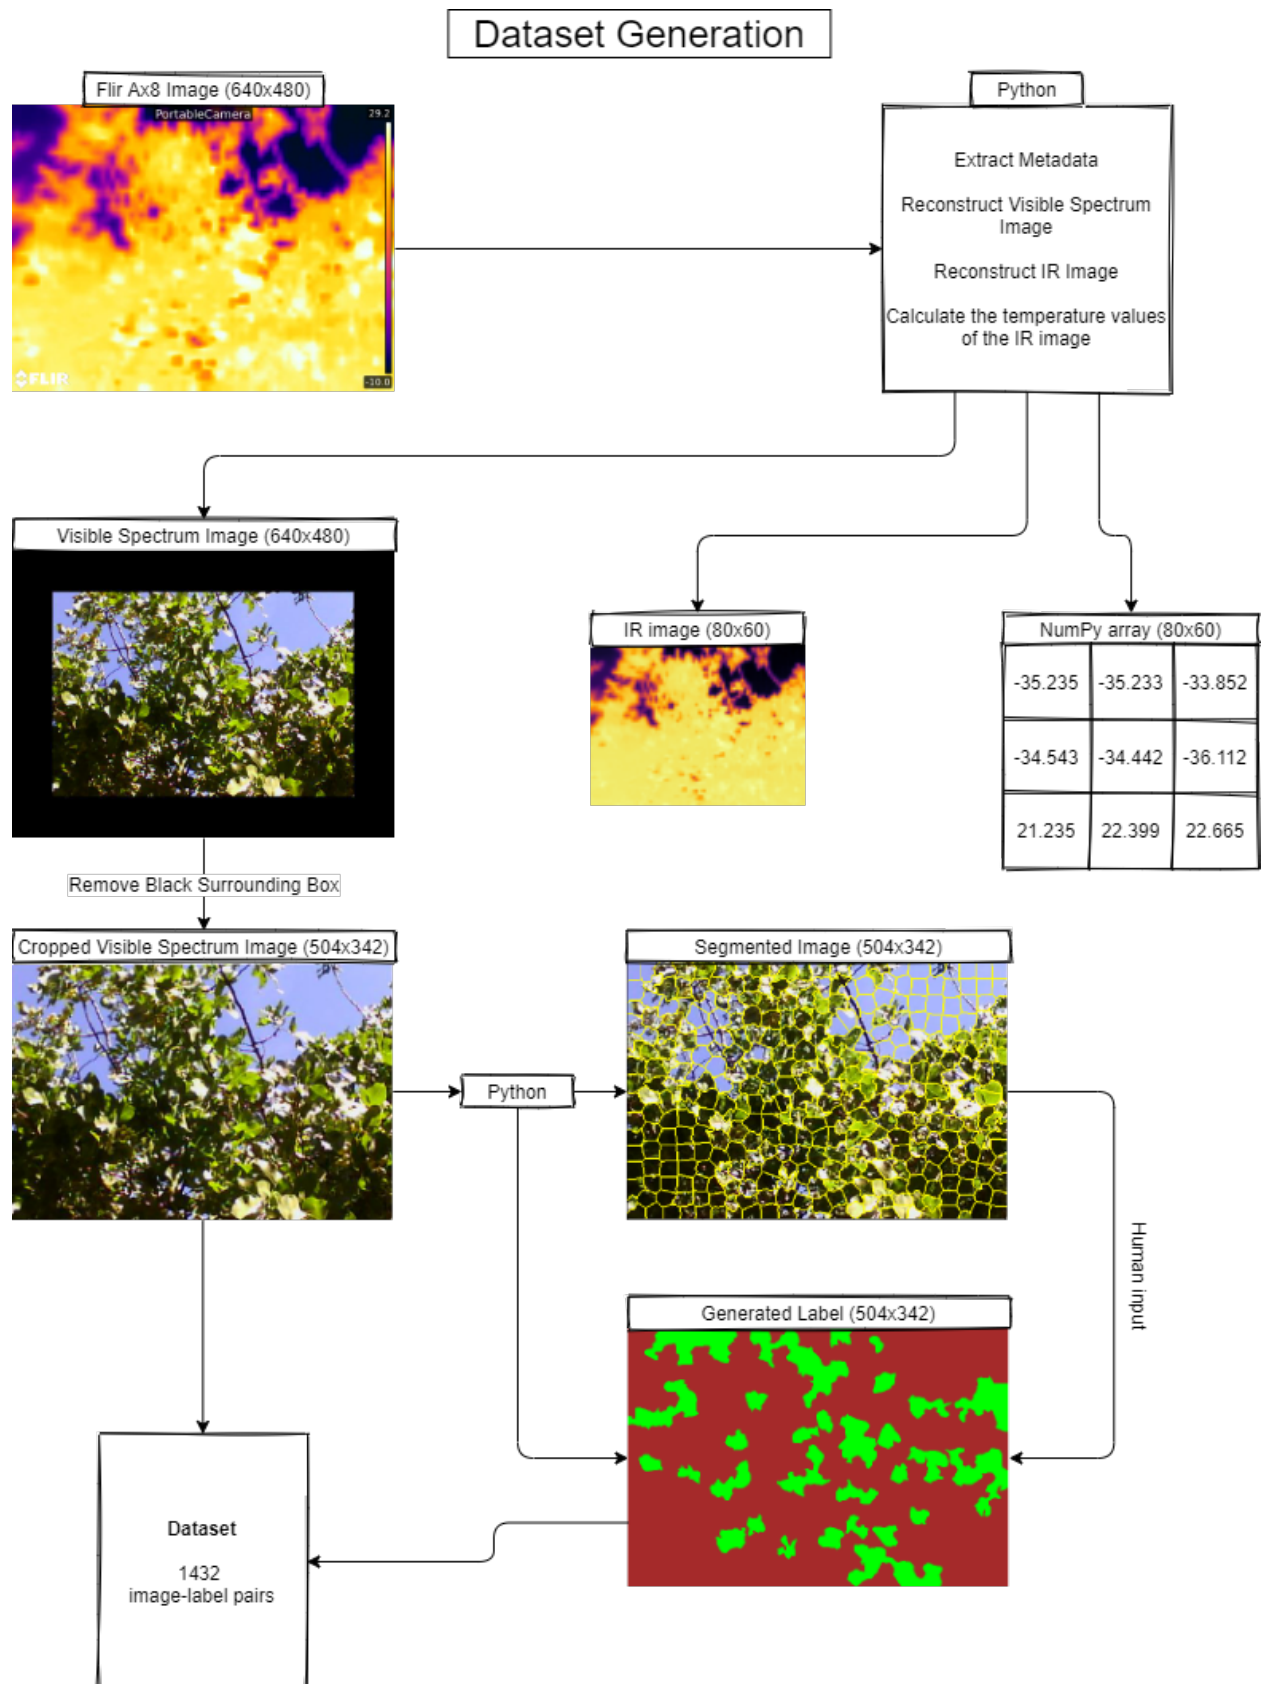 Dataset Generation
Flir Ax8 Image (640x480)
PortableCamera
29.2
FLIR
-10.0
Python
Extract Metadata
Reconstruct Visible Spectrum
Image
Reconstruct IR Image
Calculate the temperature values
of the IR image
Visible Spectrum Image (640x480)
IR image (80x60)
NumPy array (80x60)
-35.235 -35.233 -33.852
-34.543 -34.442 -36.112
21.235 22.399 22.665
Remove Black Surrounding Box
Cropped Visible Spectrum Image (504x342)
Python
Segmented Image (504x342)
Human input
Generated Label (504x342)
Dataset
1432
image-label pairs